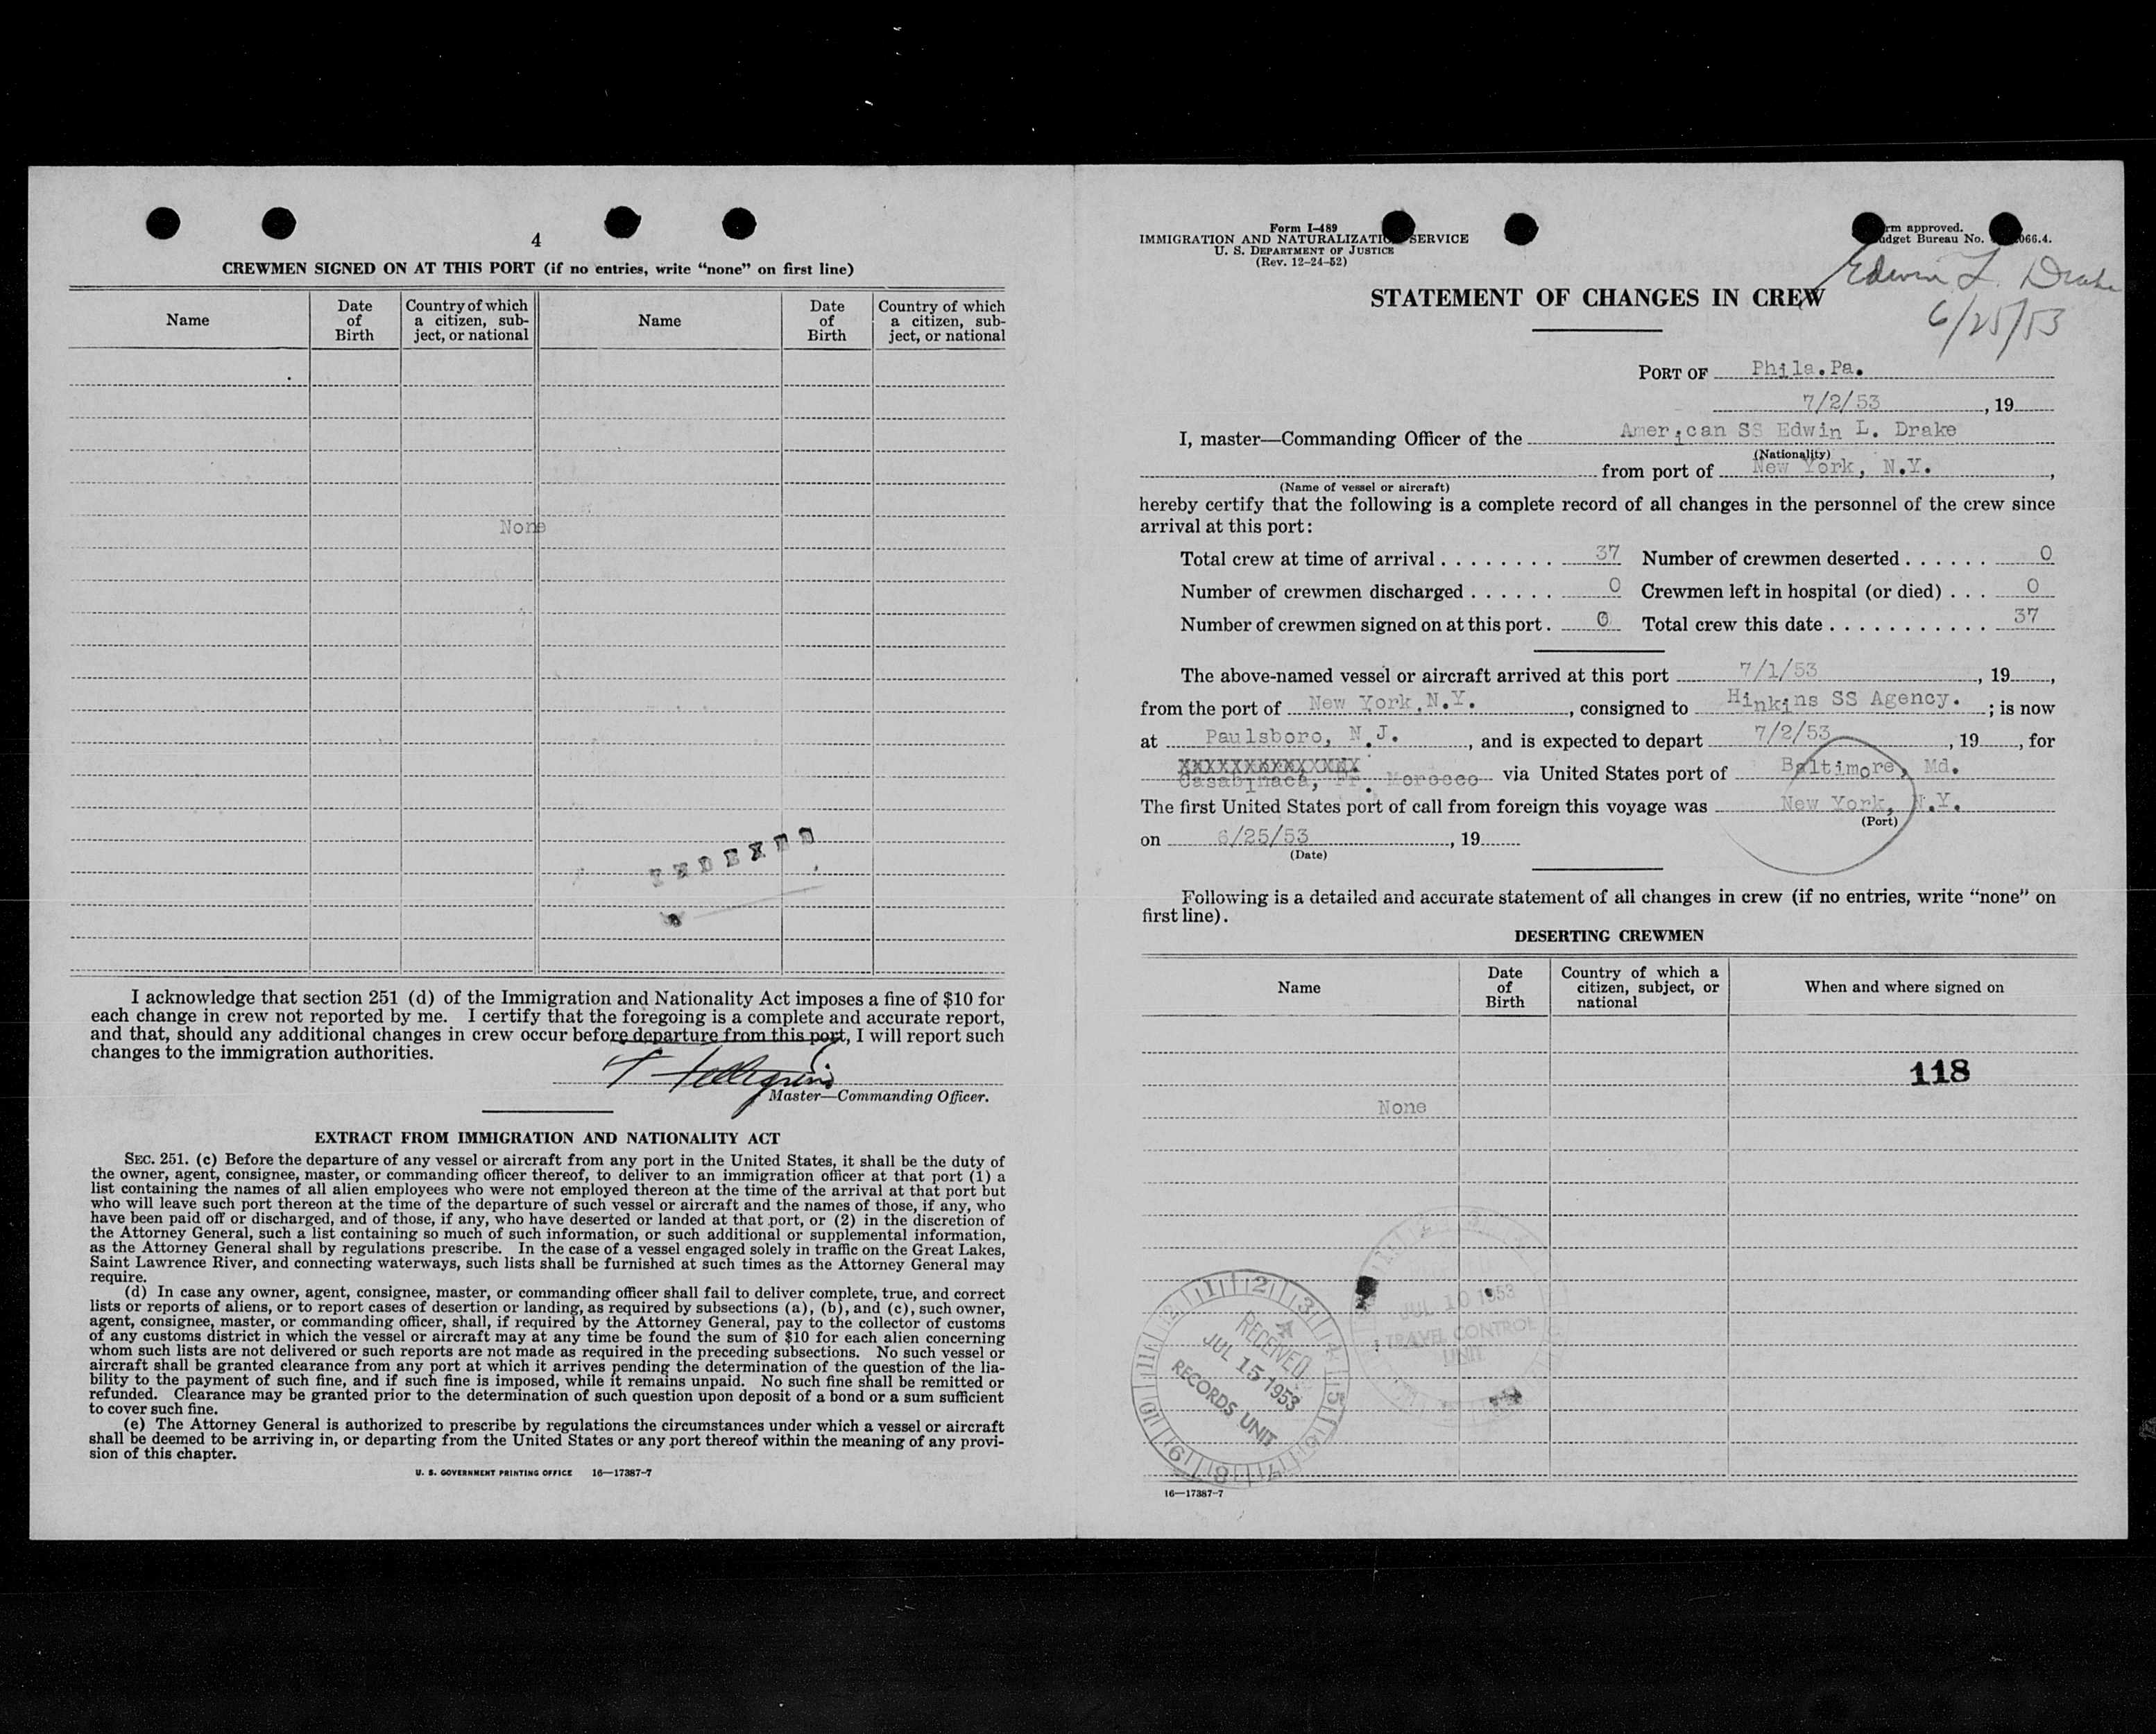 4
CREWMEN SIGNED ON AT THIS PORT (if no entries, write “none” on first line)
Name
Date of Birth
Country of which a citizen, subject, or national
Name
Date of Birth
Country of which a citizen, subject, or national
None
INDEXED
I acknowledge that section 251 (d) of the Immigration and Nationality Act imposes a fine of $10 for
each change in crew not reported by me. I certify that the foregoing is a complete and accurate report,
and that, should any additional changes in crew occur before departure from this port, I will report such
changes to the immigration authorities.
Master—Commanding Officer.
EXTRACT FROM IMMIGRATION AND NATIONALITY ACT
SEC. 251. (c) Before the departure of any vessel or aircraft from any port in the United States, it shall be the duty of
the owner, agent, consignee, master, or commanding officer thereof, to deliver to an immigration officer at that port (1) a
list containing the names of all alien employees who were not employed thereon at the time of the arrival at that port but
who will leave such port thereon at the time of the departure of such vessel or aircraft and the names of those, if any, who
have been paid off or discharged, and of those, if any, who have deserted or landed at that port, or (2) in the discretion of
the Attorney General, such a list containing so much of such information, or such additional or supplemental information,
as the Attorney General shall by regulations prescribe. In the case of a vessel engaged solely in traffic on the Great Lakes,
Saint Lawrence River, and connecting waterways, such lists shall be furnished at such times as the Attorney General may
require.
(d) In case any owner, agent, consignee, master, or commanding officer shall fail to deliver complete, true, and correct
lists or reports of aliens, or to report cases of desertion or landing, as required by subsections (a), (b), and (c), such owner,
agent, consignee, master, or commanding officer, shall, if required by the Attorney General, pay to the collector of customs
of any customs district in which the vessel or aircraft may at any time be found the sum of $10 for each alien concerning
whom such lists are not delivered or such reports are not made as required in the preceding subsections. No such vessel or
aircraft shall be granted clearance from any port at which it arrives pending the determination of the question of the lia-
bility to the payment of such fine, and if such fine is imposed, while it remains unpaid. No such fine shall be remitted or
refunded. Clearance may be granted prior to the determination of such question upon deposit of a bond or a sum sufficient
to cover such fine.
(e) The Attorney General is authorized to prescribe by regulations the circumstances under which a vessel or aircraft
shall be deemed to be arriving in, or departing from the United States or any port thereof within the meaning of any provi-
sion of this chapter.
U. S. GOVERNMENT PRINTING OFFICE 16—17387-7
Form I-489
IMMIGRATION AND NATURALIZATION SERVICE
U. S. DEPARTMENT OF JUSTICE
(Rev. 12-24-52)
rm approved.
udget Bureau No. 066.4.
Edwin L. Drake
6/25/53
STATEMENT OF CHANGES IN CREW
PORT OF Phila.Pa.
7/2/53, 19
I, master—Commanding Officer of the American SS Edwin L. Drake
(Nationality)
from port of New York, N.Y.,
(Name of vessel or aircraft)
hereby certify that the following is a complete record of all changes in the personnel of the crew since
arrival at this port:
Total crew at time of arrival . . . . . . . . 37 Number of crewmen deserted . . . . . . 0
Number of crewmen discharged . . . . . . 0 Crewmen left in hospital (or died) . . . 0
Number of crewmen signed on at this port . 0 Total crew this date . . . . . . . . . . . 37
The above-named vessel or aircraft arrived at this port 7/1/53, 19,
from the port of New York,N.Y., consigned to Hinkins SS Agency. ; is now
at Paulsboro, N.J., and is expected to depart 7/2/53, 19, for
Casablnaca, Fr. Morocco via United States port of Baltimore, Md.
The first United States port of call from foreign this voyage was New York, N.Y.
(Port)
on 6/25/53, 19
(Date)
Following is a detailed and accurate statement of all changes in crew (if no entries, write “none” on
first line).
DESERTING CREWMEN
Name
Date of Birth
Country of which a citizen, subject, or national
When and where signed on
118
None
JUL 10 1953
TRAVEL CONTROL
UNIT
RECEIVED
JUL 15 1953
RECORDS UNIT
16—17387-7